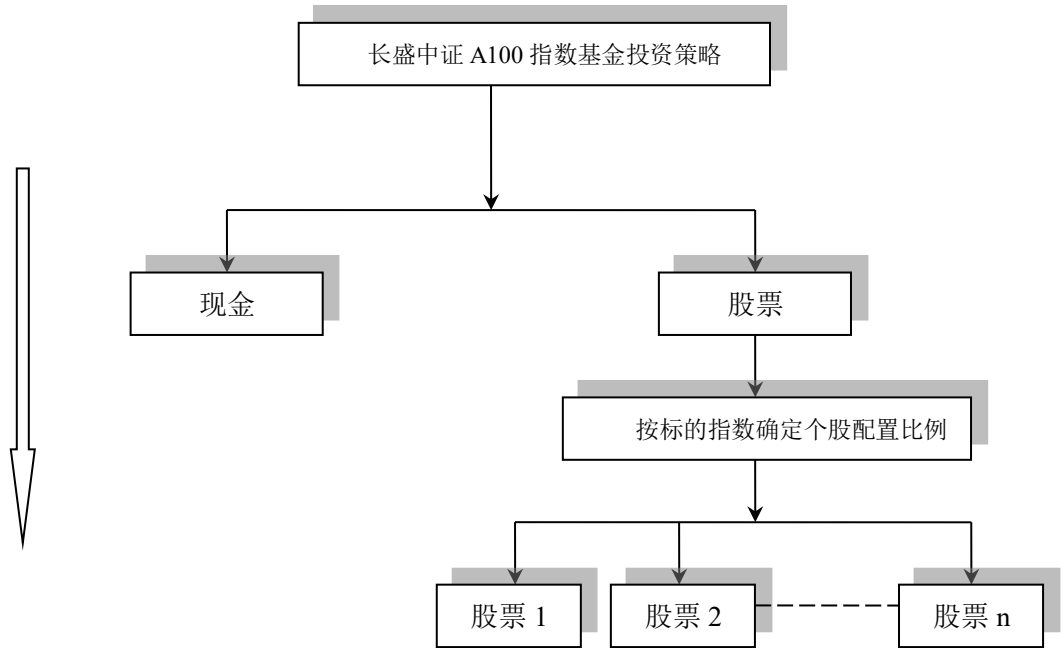 长盛中证 A100 指数基金投资策略
现金
股票
按标的指数确定个股配置比例
股票 1
股票 2
股票 n